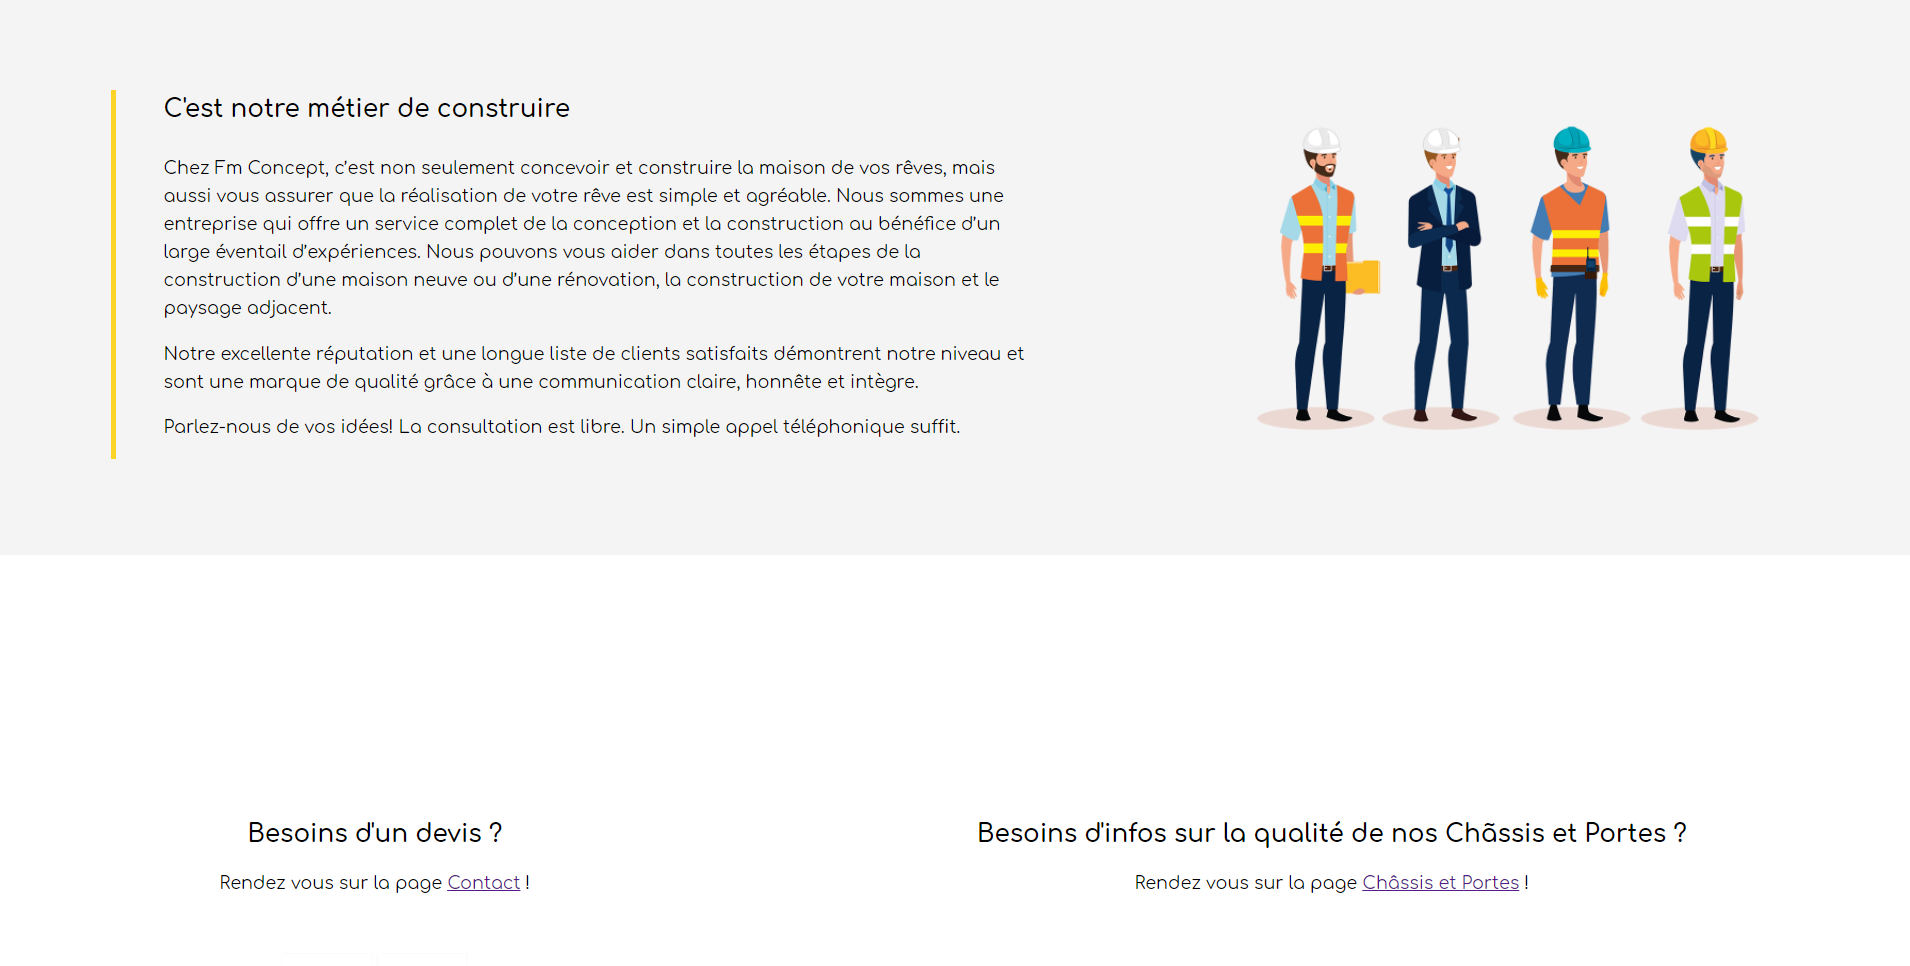 C'est notre métier de construire
Chez Fm Concept, c'est non seulement concevoir et construire la maison de vos rêves, mais
aussi vous assurer que la réalisation de votre rêve est simple et agréable. Nous sommes une
entreprise qui offre un service complet de la conception et la construction au bénéfice d'un
large éventail d'expériences. Nous pouvons vous aider dans toutes les étapes de la
construction d'une maison neuve ou d'une rénovation, la construction de votre maison et le
paysage adjacent.
Notre excellente réputation et une longue liste de clients satisfaits démontrent notre niveau et
sont une marque de qualité grâce à une communication claire, honnête et intègre.
Parlez-nous de vos idées! La consultation est libre. Un simple appel téléphonique suffit.
Besoins d'un devis ?
Rendez vous sur la page Contact !
Besoins d'infos sur la qualité de nos Chãssis et Portes ?
Rendez vous sur la page Châssis et Portes !